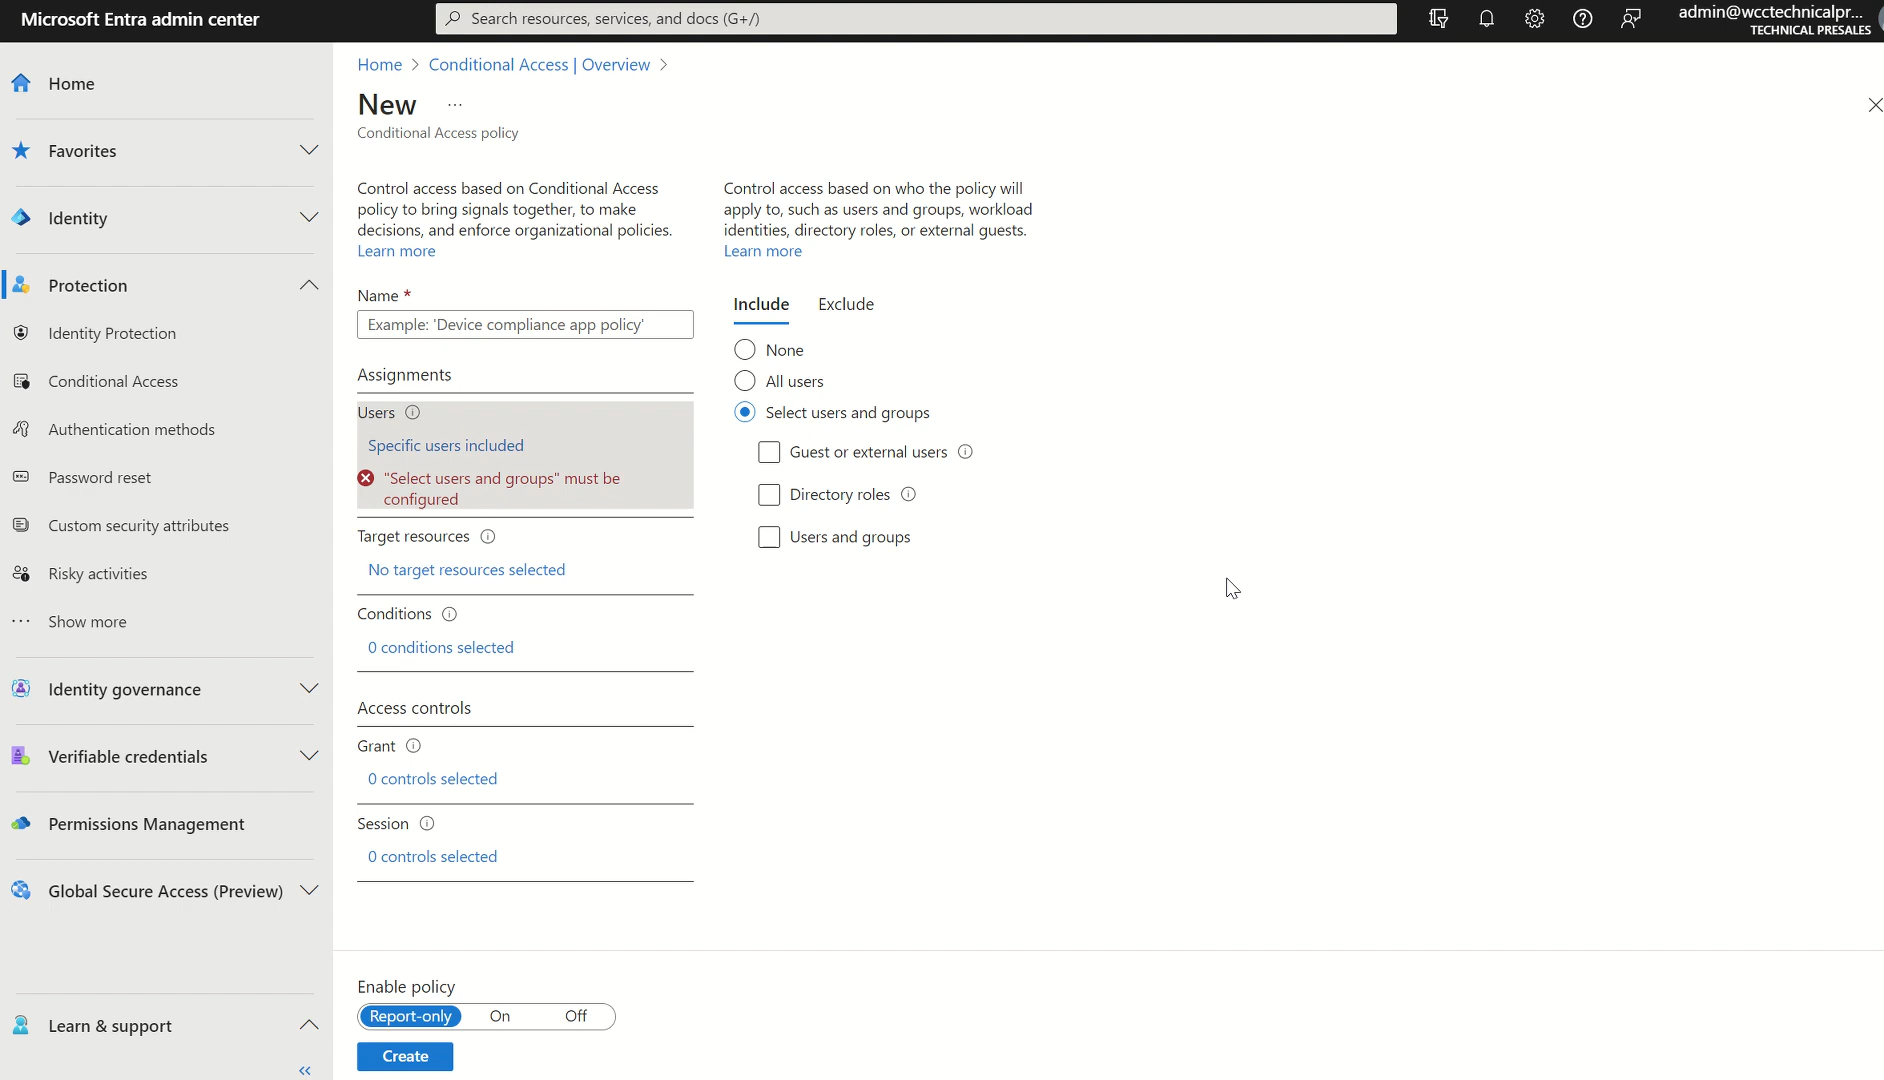 Microsoft Entra admin center
Search resources, services, and docs (G+/)
admin@wcctechnicalpr...
TECHNICAL PRESALES
Home
Favorites
Identity
Protection
Identity Protection
Conditional Access
Authentication methods
Password reset
Custom security attributes
Risky activities
Show more
Identity governance
Verifiable credentials
Permissions Management
Global Secure Access (Preview)
Learn & support
Home > Conditional Access | Overview >
New ...
Conditional Access policy
Control access based on Conditional Access
policy to bring signals together, to make
decisions, and enforce organizational policies.
Learn more
Name *
Example: 'Device compliance app policy'
Assignments
Users
Specific users included
"Select users and groups" must be
configured
Target resources
No target resources selected
Conditions
0 conditions selected
Access controls
Grant
0 controls selected
Session
0 controls selected
Control access based on who the policy will
apply to, such as users and groups, workload
identities, directory roles, or external guests.
Learn more
Include Exclude
None
All users
Select users and groups
Guest or external users
Directory roles
Users and groups
Enable policy
Report-only On Off
Create